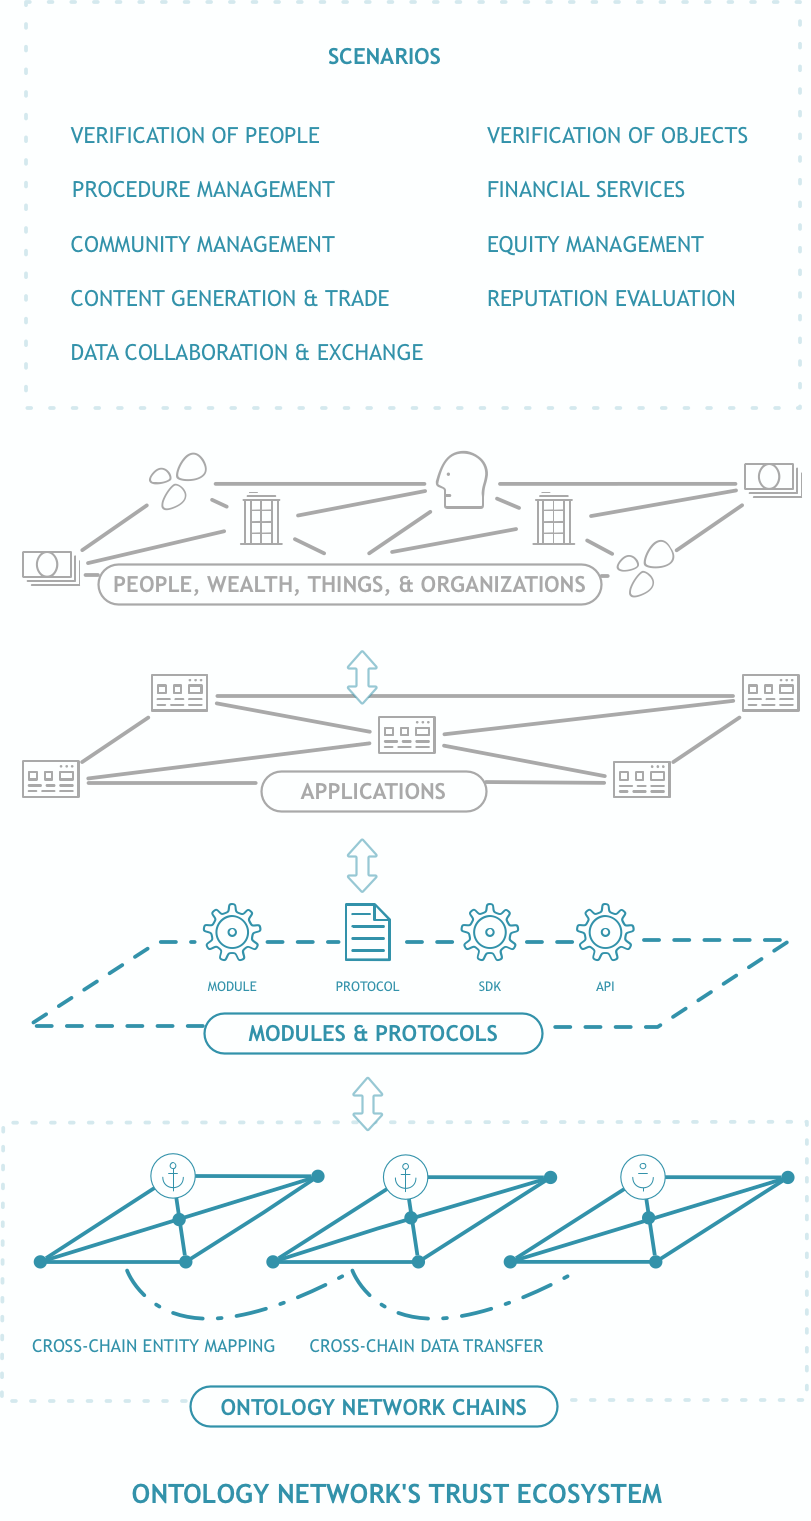 SCENARIOS
VERIFICATION OF PEOPLE
VERIFICATION OF OBJECTS
PROCEDURE MANAGEMENT
FINANCIAL SERVICES
COMMUNITY MANAGEMENT
EQUITY MANAGEMENT
CONTENT GENERATION & TRADE
REPUTATION EVALUATION
DATA COLLABORATION & EXCHANGE
PEOPLE, WEALTH, THINGS, & ORGANIZATIONS
APPLICATIONS
MODULE
PROTOCOL
SDK
API
MODULES & PROTOCOLS
CROSS-CHAIN ENTITY MAPPING
CROSS-CHAIN DATA TRANSFER
ONTOLOGY NETWORK CHAINS
ONTOLOGY NETWORK'S TRUST ECOSYSTEM